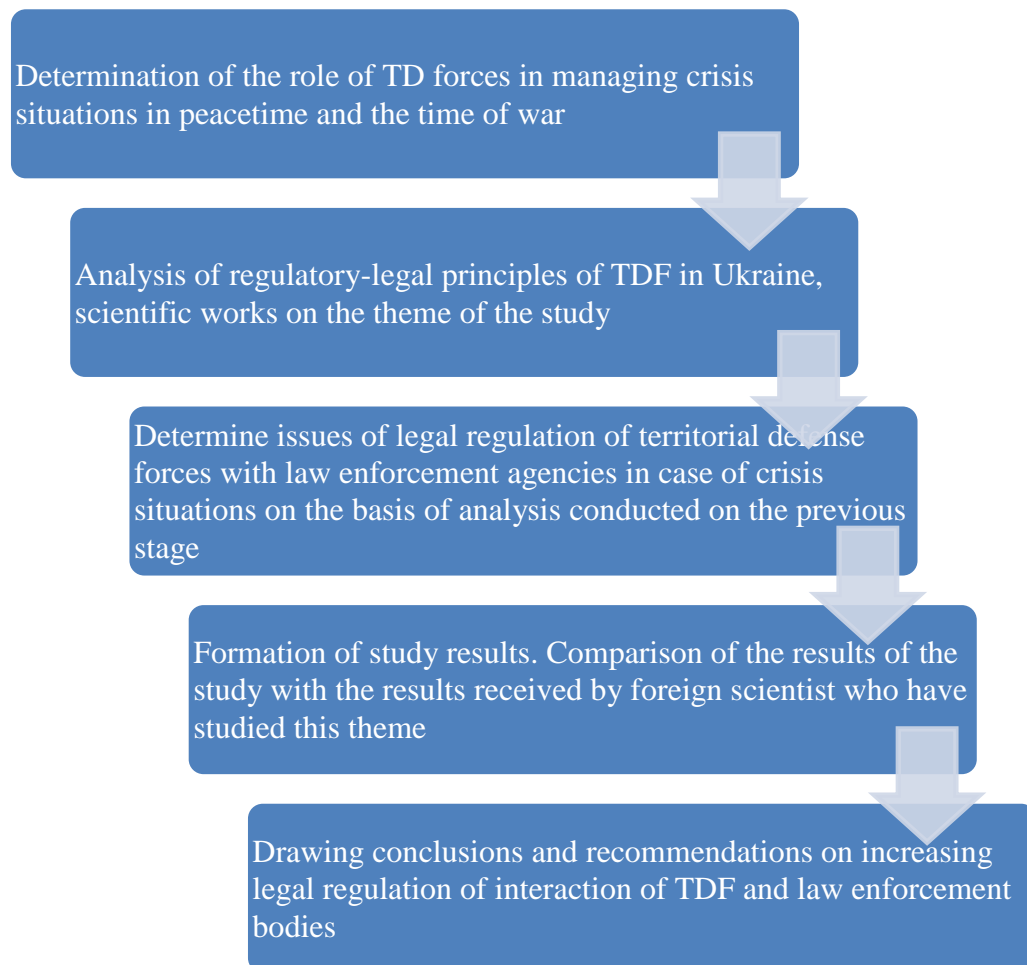 Determination of the role of TD forces in managing crisis
situations in peacetime and the time of war
Analysis of regulatory-legal principles of TDF in Ukraine,
scientific works on the theme of the study
Determine issues of legal regulation of territorial defense
forces with law enforcement agencies in case of crisis
situations on the basis of analysis conducted on the previous
stage
Formation of study results. Comparison of the results of the
study with the results received by foreign scientist who have
studied this theme
Drawing conclusions and recommendations on increasing
legal regulation of interaction of TDF and law enforcement
bodies